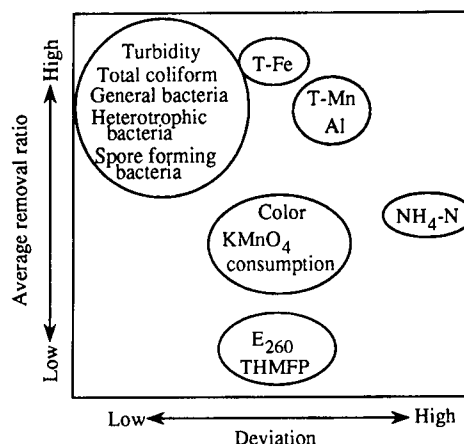 High
Average removal ratio
Low
Turbidity
Total coliform
General bacteria
Heterotrophic
bacteria
Spore forming
bacteria
T-Fe
T-Mn
Al
NH₄-N
Color
KMnO₄
consumption
E₂₆₀
THMFP
Low
High
Deviation